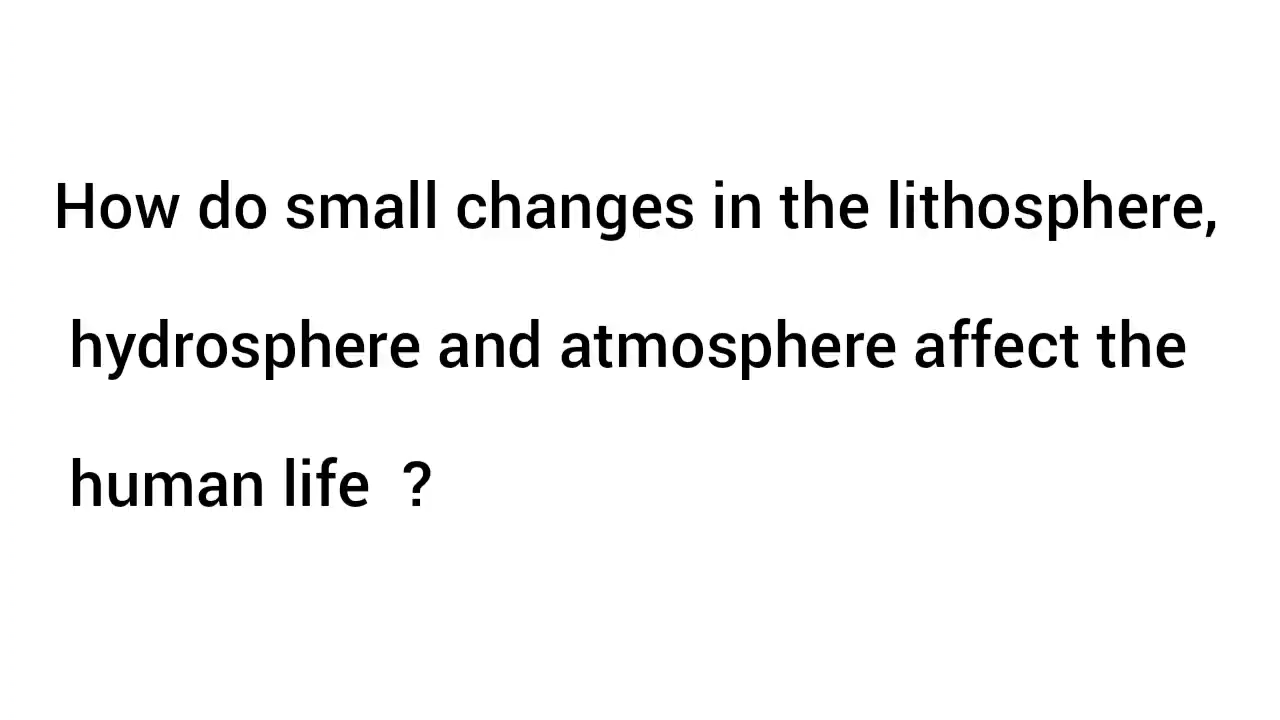 How do small changes in the lithosphere,
hydrosphere and atmosphere affect the
human life ?